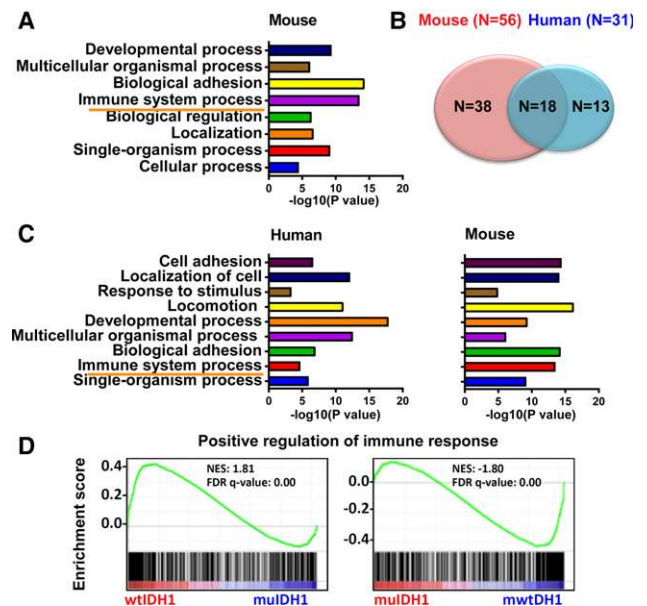 A
Mouse
Developmental process
Multicellular organismal process
Biological adhesion
Immune system process
Biological regulation
Localization
Single-organism process
Cellular process
0 5 10 15 20
-log10(P value)
B
Mouse (N=56) Human (N=31)
N=38 N=18 N=13
C
Human
Cell adhesion
Localization of cell
Response to stimulus
Locomotion
Developmental process
Multicellular organismal process
Biological adhesion
Immune system process
Single-organism process
0 5 10 15 20
-log10(P value)
Mouse
0 5 10 15 20
-log10(P value)
D
Positive regulation of immune response
Enrichment score
0.4
0.2
0.0
NES: 1.81
FDR q-value: 0.00
wtIDH1 muIDH1
0.0
-0.2
-0.4
NES: -1.80
FDR q-value: 0.00
muIDH1 mwtDH1